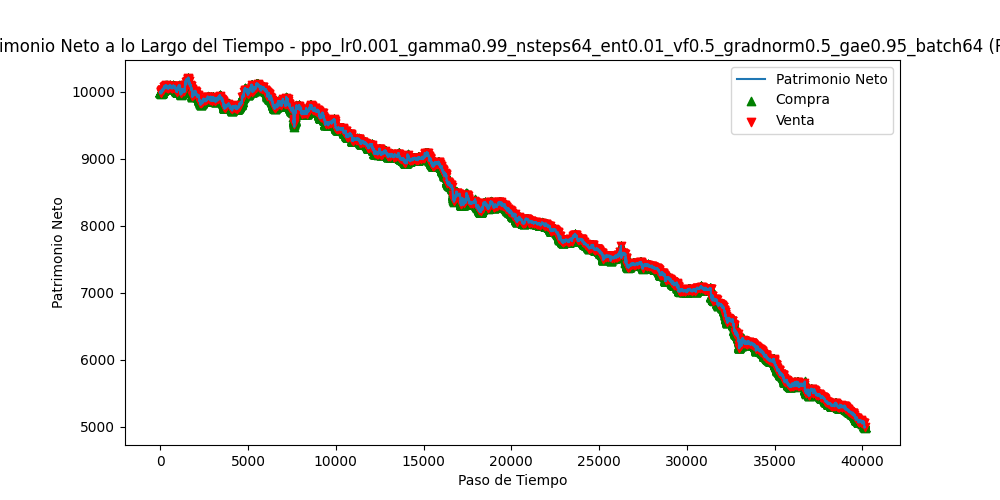 imonio Neto a lo Largo del Tiempo - ppo_lr0.001_gamma0.99_nsteps64_ent0.01_vf0.5_gradnorm0.5_gae0.95_batch64 (F
Patrimonio Neto
Compra
Venta
10000
9000
8000
7000
6000
5000
Patrimonio Neto
0 5000 10000 15000 20000 25000 30000 35000 40000
Paso de Tiempo